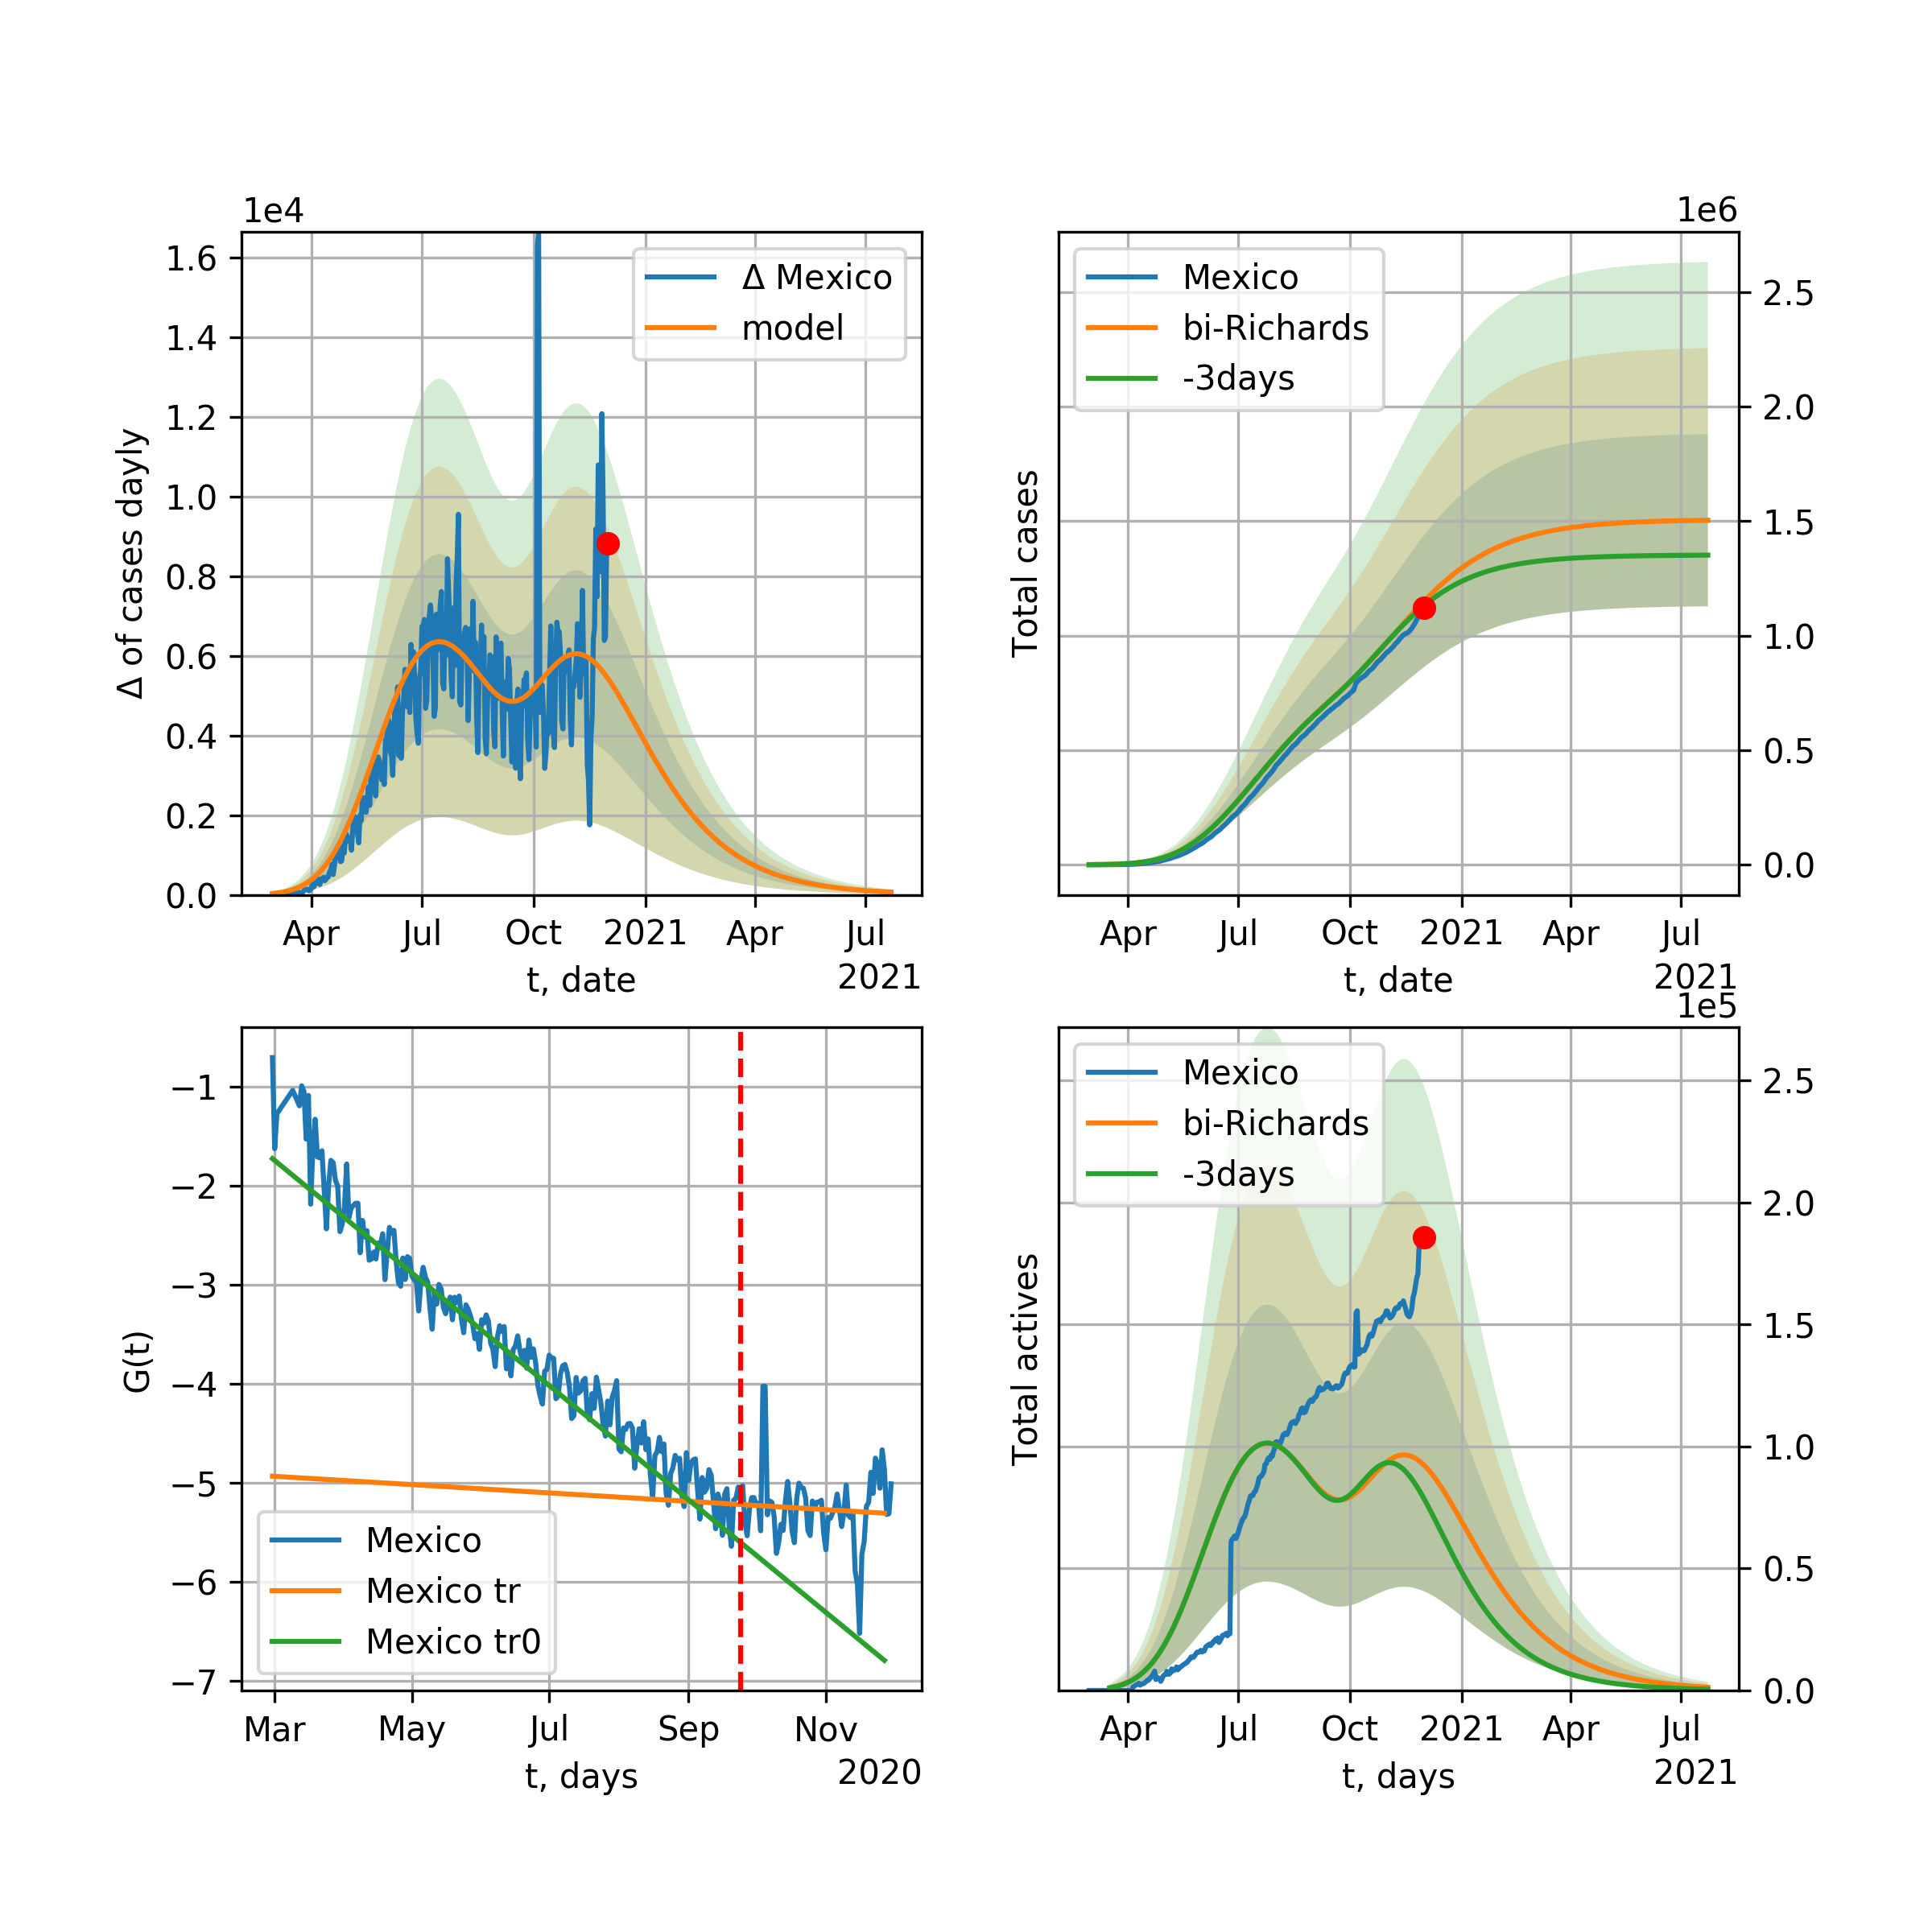 1e4
1.6
1.4
1.2
1.0
0.8
0.6
0.4
0.2
0.0
Δ of cases dayly
Δ Mexico
model
Apr Jul Oct 2021 Apr Jul
2021
t, date
1e6
Mexico
bi-Richards
-3days
Total cases
2.5
2.0
1.5
1.0
0.5
0.0
Apr Jul Oct 2021 Apr Jul
2021
t, date
−1
−2
−3
−4
−5
−6
−7
G(t)
Mexico
Mexico tr
Mexico tr0
Mar May Jul Sep Nov
2020
t, days
1e5
Mexico
bi-Richards
-3days
Total actives
2.5
2.0
1.5
1.0
0.5
0.0
Apr Jul Oct 2021 Apr Jul
2021
t, days